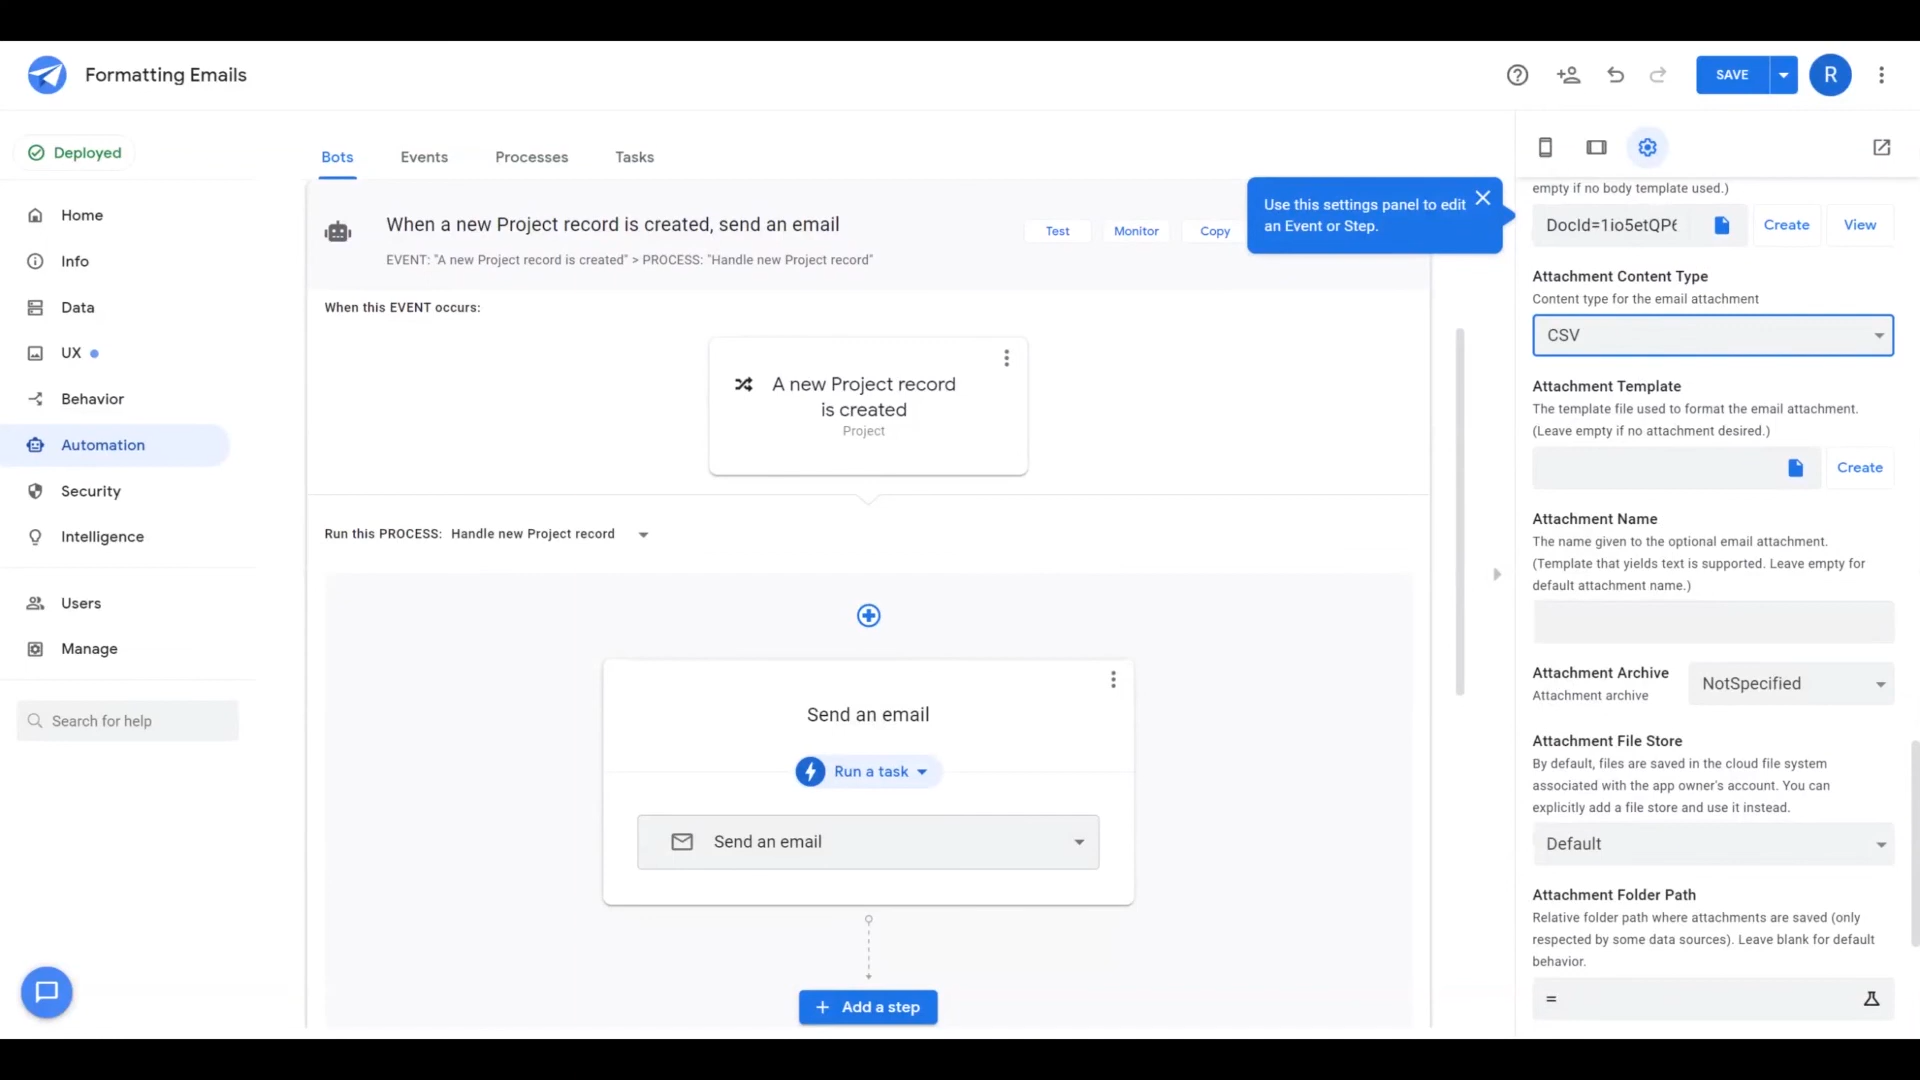 Formatting Emails
SAVE
R
Deployed
Home
Info
Data
UX
Behavior
Automation
Security
Intelligence
Users
Manage
Search for help
Bots
Events
Processes
Tasks
When a new Project record is created, send an email
EVENT: "A new Project record is created" > PROCESS: "Handle new Project record"
Test
Monitor
Copy
Use this settings panel to edit
an Event or Step.
When this EVENT occurs:
A new Project record
is created
Project
Run this PROCESS: Handle new Project record
Send an email
Run a task
Send an email
Add a step
empty if no body template used.)
DocId=1io5etQP6
Create
View
Attachment Content Type
Content type for the email attachment
CSV
Attachment Template
The template file used to format the email attachment.
(Leave empty if no attachment desired.)
Create
Attachment Name
The name given to the optional email attachment.
(Template that yields text is supported. Leave empty for
default attachment name.)
Attachment Archive
Attachment archive
NotSpecified
Attachment File Store
By default, files are saved in the cloud file system
associated with the app owner's account. You can
explicitly add a file store and use it instead.
Default
Attachment Folder Path
Relative folder path where attachments are saved (only
respected by some data sources). Leave blank for default
behavior.
=